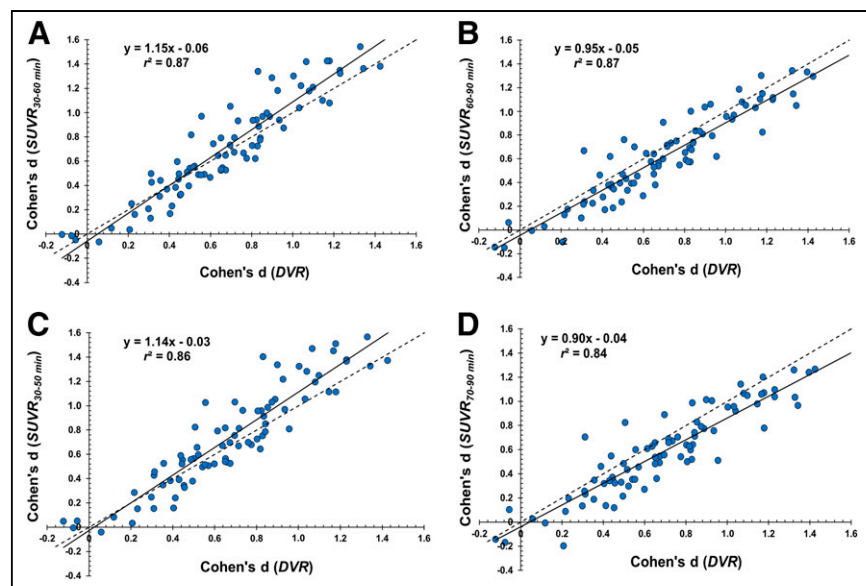 A
y = 1.15x - 0.06
r² = 0.87
Cohen's d (SUVR30-60 min)
1.6
1.4
1.2
1.0
0.8
0.6
0.4
0.2
0
-0.2
-0.4
-0.2 0 0.2 0.4 0.6 0.8 1.0 1.2 1.4 1.6
Cohen's d (DVR)
B
y = 0.95x - 0.05
r² = 0.87
Cohen's d (SUVR60-90 min)
1.6
1.4
1.2
1.0
0.8
0.6
0.4
0.2
0
-0.2
-0.4
-0.2 0 0.2 0.4 0.6 0.8 1.0 1.2 1.4 1.6
Cohen's d (DVR)
C
y = 1.14x - 0.03
r² = 0.86
Cohen's d (SUVR30-50 min)
1.6
1.4
1.2
1.0
0.8
0.6
0.4
0.2
0
-0.2
-0.4
-0.2 0 0.2 0.4 0.6 0.8 1.0 1.2 1.4 1.6
Cohen's d (DVR)
D
y = 0.90x - 0.04
r² = 0.84
Cohen's d (SUVR70-90 min)
1.6
1.4
1.2
1.0
0.8
0.6
0.4
0.2
0
-0.2
-0.4
-0.2 0 0.2 0.4 0.6 0.8 1.0 1.2 1.4 1.6
Cohen's d (DVR)